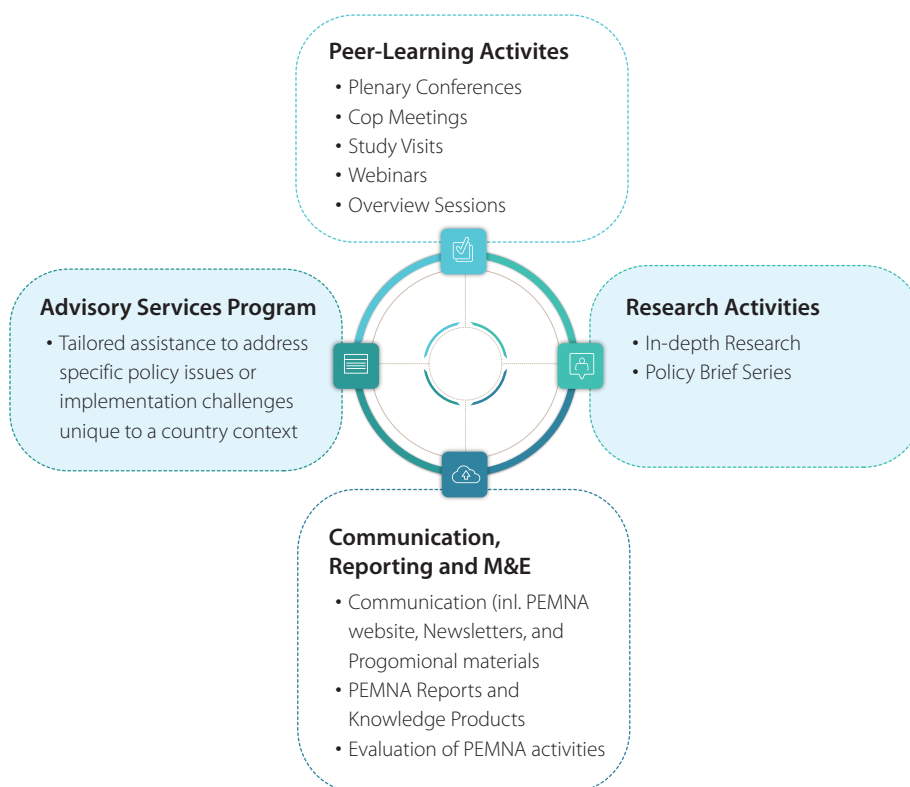 Peer-Learning Activites
• Plenary Conferences
• Cop Meetings
• Study Visits
• Webinars
• Overview Sessions
Advisory Services Program
• Tailored assistance to address
specific policy issues or
implementation challenges
unique to a country context
Research Activities
• In-depth Research
• Policy Brief Series
Communication,
Reporting and M&E
• Communication (inl. PEMNA
website, Newsletters, and
Progomional materials
• PEMNA Reports and
Knowledge Products
• Evaluation of PEMNA activities